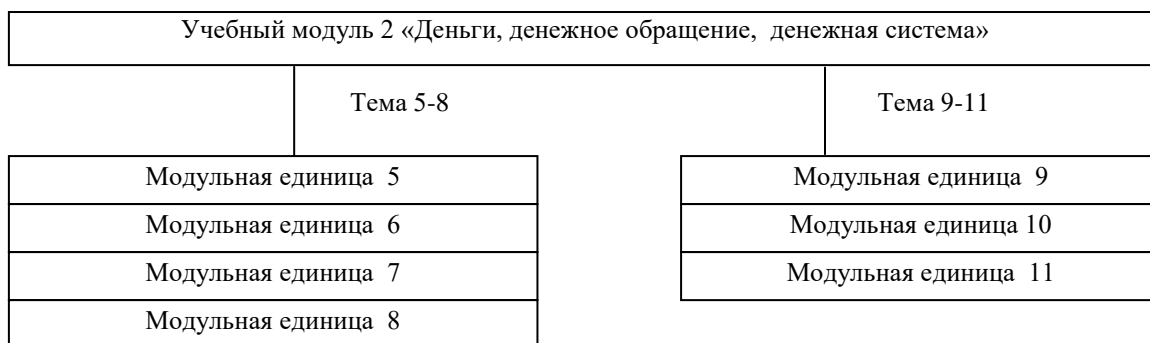 Учебный модуль 2 «Деньги, денежное обращение, денежная система»
Тема 5-8
Тема 9-11
Модульная единица 5
Модульная единица 6
Модульная единица 7
Модульная единица 8
Модульная единица 9
Модульная единица 10
Модульная единица 11